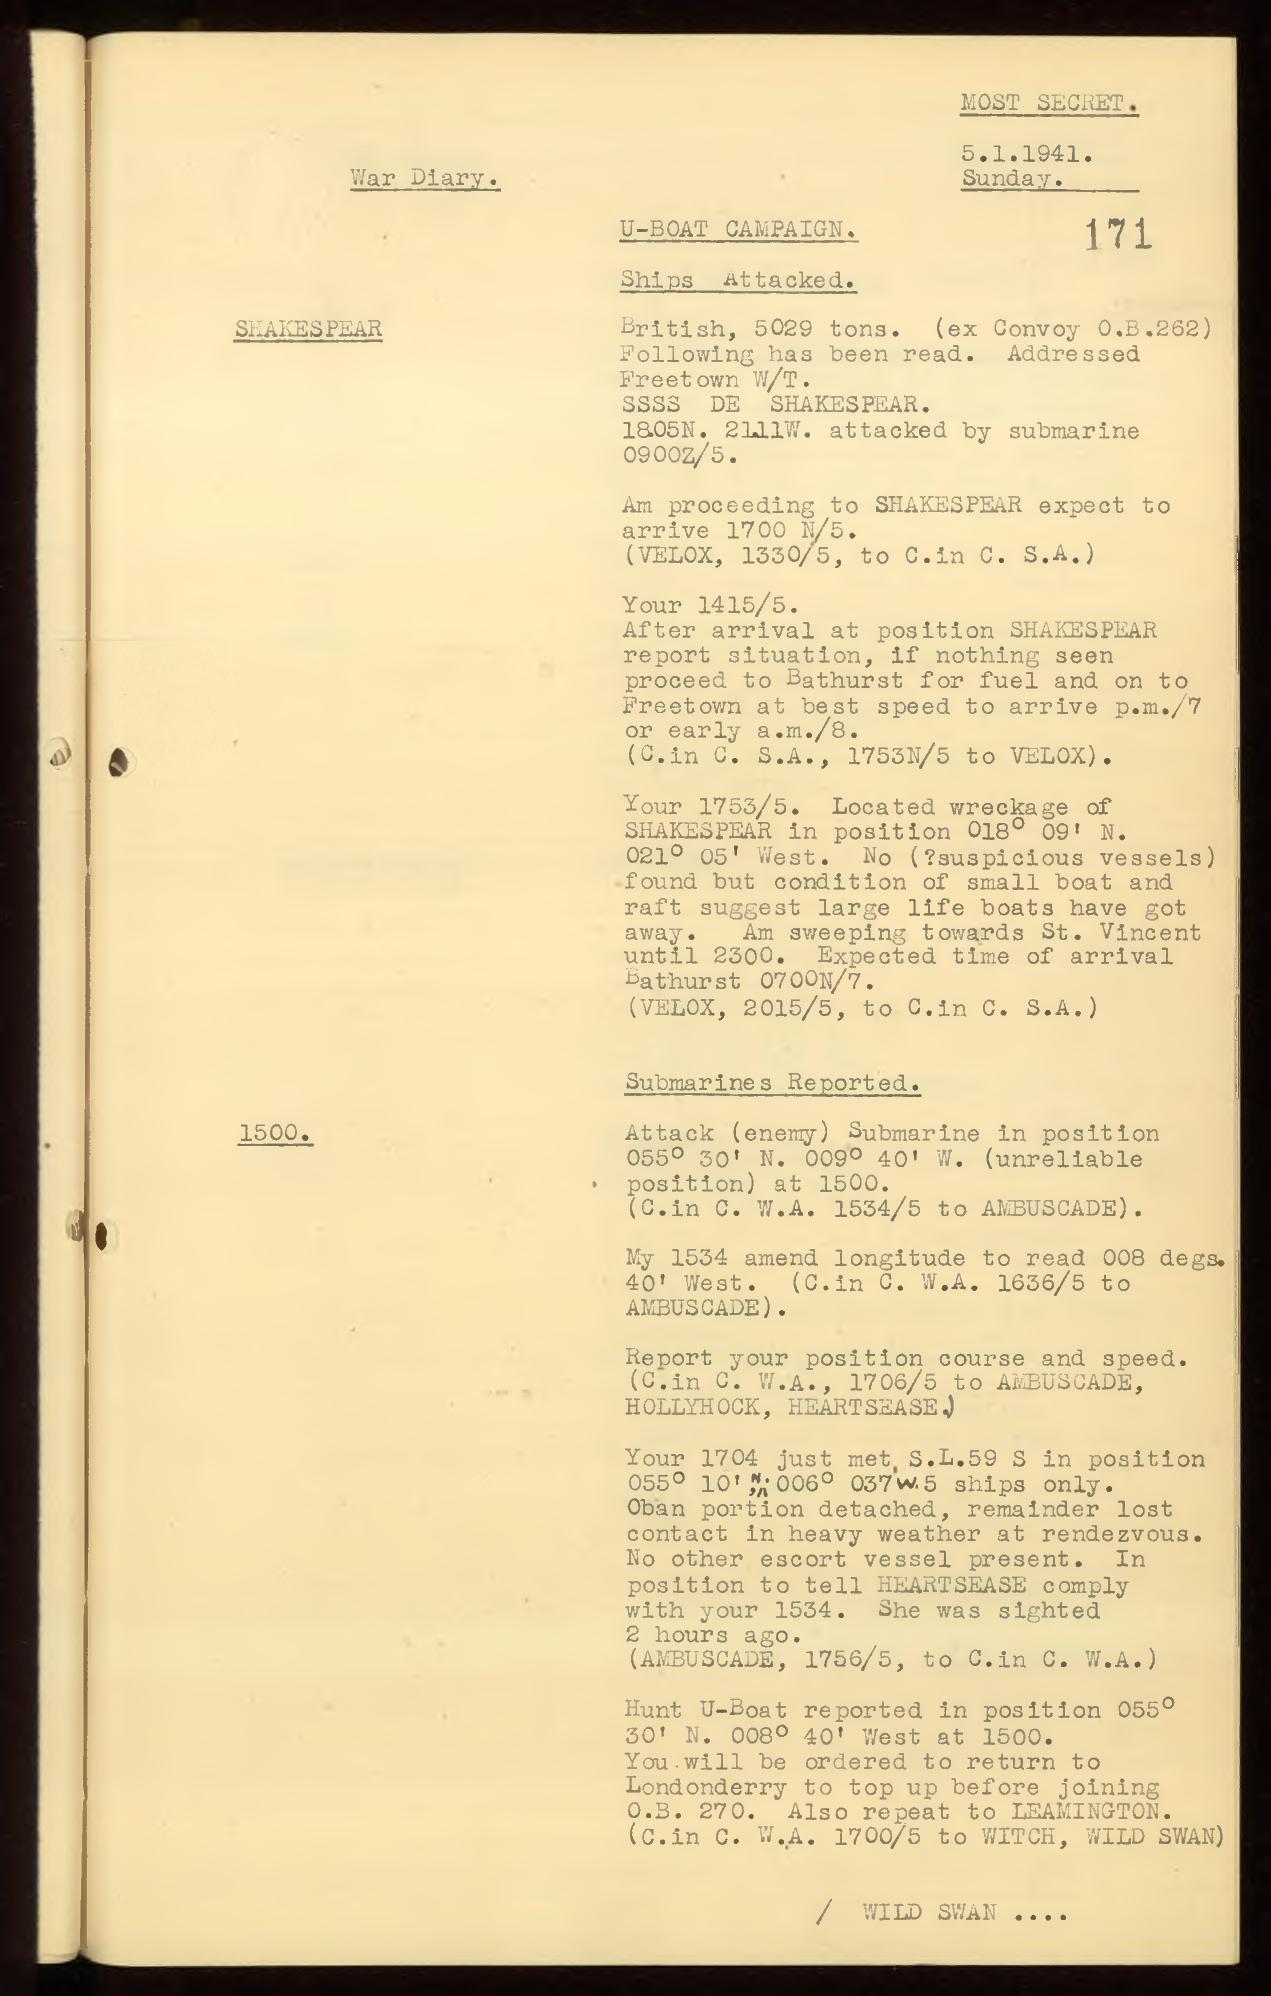 MOST SECRET.
5.1.1941.
War Diary.
Sunday.
U-BOAT CAMPAIGN.
171
Ships Attacked.
SHAKESPEAR
British, 5029 tons. (ex Convoy O.B.262)
Following has been read. Addressed
Freetown W/T.
SSSS DE SHAKESPEAR.
1805N. 2111W. attacked by submarine
0900Z/5.
Am proceeding to SHAKESPEAR expect to
arrive 1700 N/5.
(VELOX, 1330/5, to C.in C. S.A.)
Your 1415/5.
After arrival at position SHAKESPEAR
report situation, if nothing seen
proceed to Bathurst for fuel and on to
Freetown at best speed to arrive p.m./7
or early a.m./8.
(C.in C. S.A., 1753N/5 to VELOX).
Your 1753/5. Located wreckage of
SHAKESPEAR in position 018° 09' N.
021° 05' West. No (?suspicious vessels)
found but condition of small boat and
raft suggest large life boats have got
away. Am sweeping towards St. Vincent
until 2300. Expected time of arrival
Bathurst 0700N/7.
(VELOX, 2015/5, to C.in C. S.A.)
Submarines Reported.
1500.
Attack (enemy) Submarine in position
055° 30' N. 009° 40' W. (unreliable
position) at 1500.
(C.in C. W.A. 1534/5 to AMBUSCADE).
My 1534 amend longitude to read 008 degs.
40' West. (C.in C. W.A. 1636/5 to
AMBUSCADE).
Report your position course and speed.
(C.in C. W.A., 1706/5 to AMBUSCADE,
HOLLYHOCK, HEARTSEASE.)
Your 1704 just met, S.L.59 S in position
055° 10' N. 006° 037 W. 5 ships only.
Oban portion detached, remainder lost
contact in heavy weather at rendezvous.
No other escort vessel present. In
position to tell HEARTSEASE comply
with your 1534. She was sighted
2 hours ago.
(AMBUSCADE, 1756/5, to C.in C. W.A.)
Hunt U-Boat reported in position 055°
30' N. 008° 40' West at 1500.
You will be ordered to return to
Londonderry to top up before joining
O.B. 270. Also repeat to LEAMINGTON.
(C.in C. W.A. 1700/5 to WITCH, WILD SWAN)
/ WILD SWAN ....